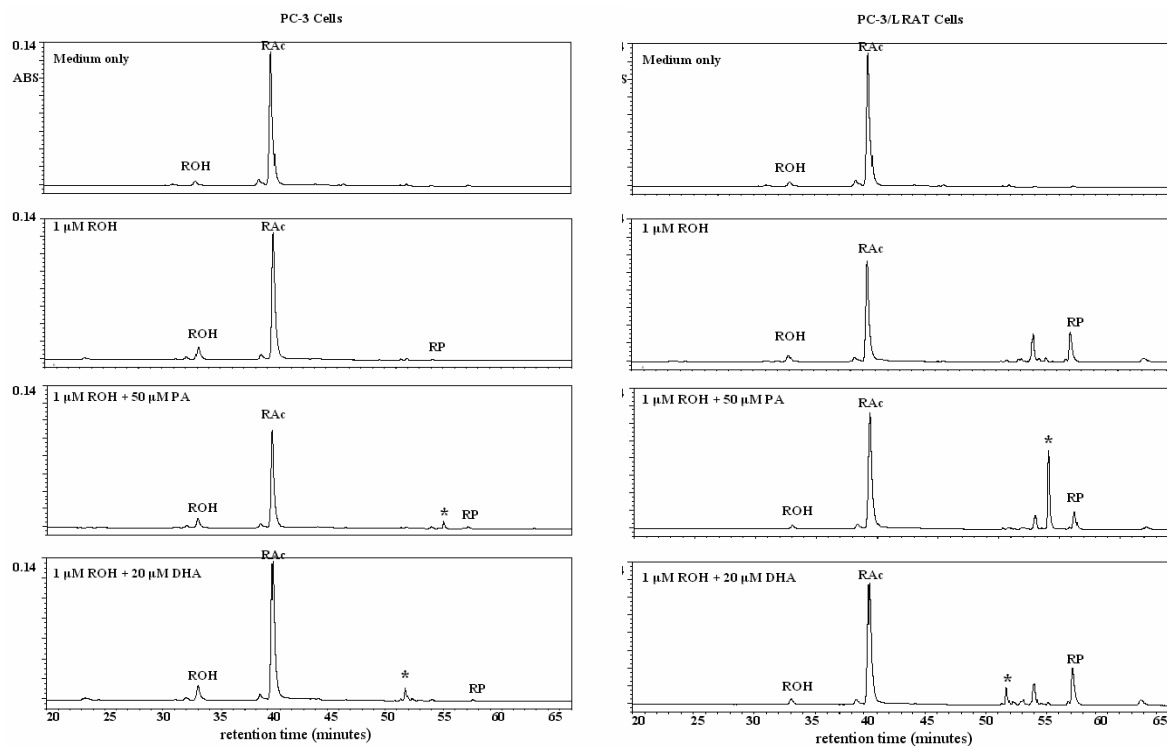 PC-3 Cells
0.14
ABS
Medium only
RAc
ROH
0.14
1 µM ROH
RAc
ROH
RP
0.14
1 µM ROH + 50 µM PA
RAc
ROH
*
RP
0.14
1 µM ROH + 20 µM DHA
RAc
ROH
*
RP
20 25 30 35 40 45 50 55 60 65
retention time (minutes)
PC-3/LRAT Cells
4
S
Medium only
RAc
ROH
4
1 µM ROH
RAc
ROH
RP
4
1 µM ROH + 50 µM PA
RAc
ROH
*
RP
4
1 µM ROH + 20 µM DHA
RAc
ROH
*
RP
20 25 30 35 40 45 50 55 60 65
retention time (minutes)